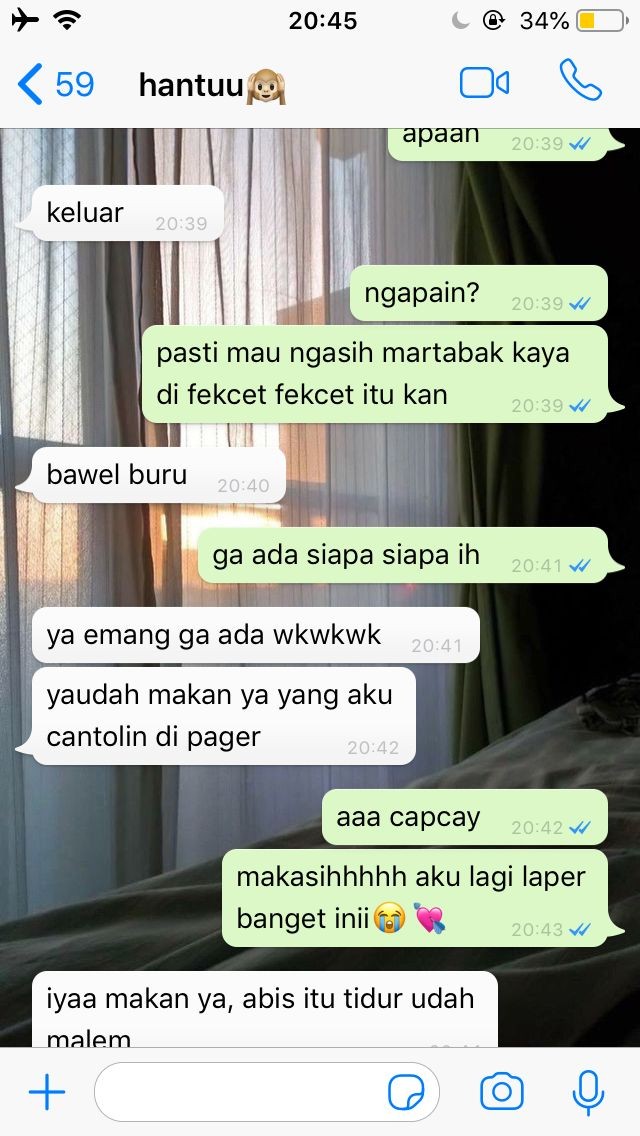 20:45
34%
59
hantuu🙉
apaan
20:39
keluar
20:39
ngapain?
20:39
pasti mau ngasih martabak kaya
di fekcet fekcet itu kan
20:39
bawel buru
20:40
ga ada siapa siapa ih
20:41
ya emang ga ada wkwkwk
20:41
yaudah makan ya yang aku
cantolin di pager
20:42
aaa capcay
20:42
makasihhhhh aku lagi laper
banget inii😭💘
20:43
iyaa makan ya, abis itu tidur udah
malem